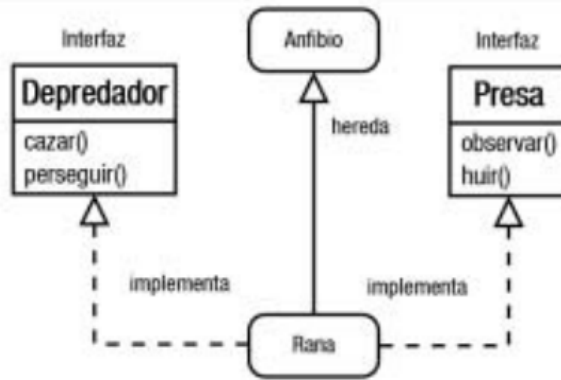 Interfaz
Depredador
cazar()
perseguir()
Anfibio
hereda
Interfaz
Presa
observar()
huir()
implementa
implementa
Rana